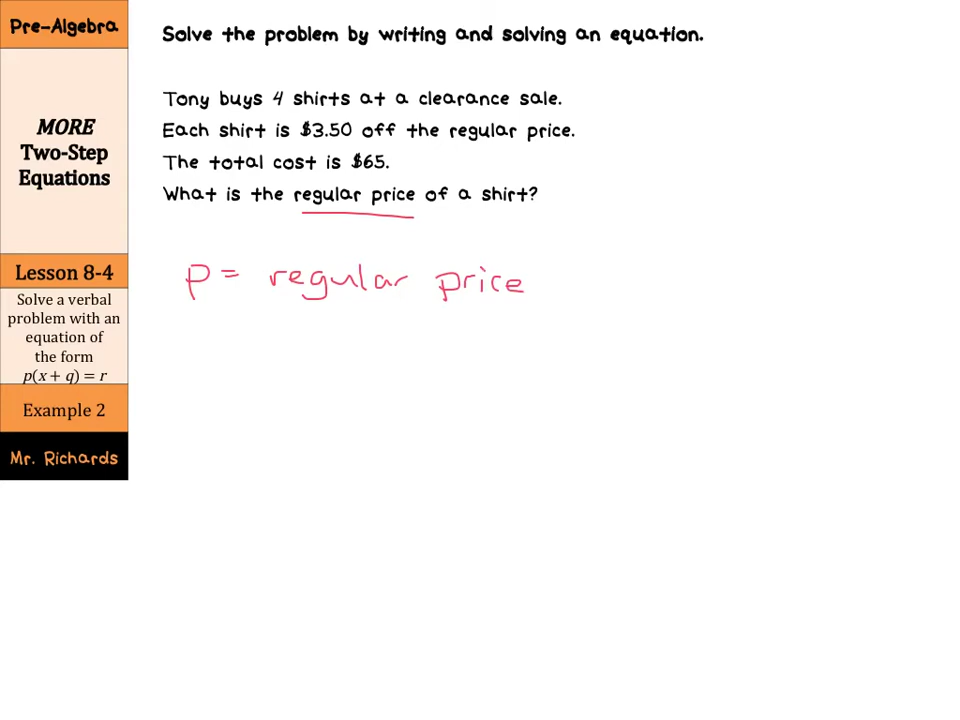 Pre-Algebra
MORE
Two-Step
Equations
Lesson 8-4
Solve a verbal
problem with an
equation of
the form
p(x + q) = r
Example 2
Mr. Richards
Solve the problem by writing and solving an equation.
Tony buys 4 shirts at a clearance sale.
Each shirt is $3.50 off the regular price.
The total cost is $65.
What is the regular price of a shirt?
p = regular price